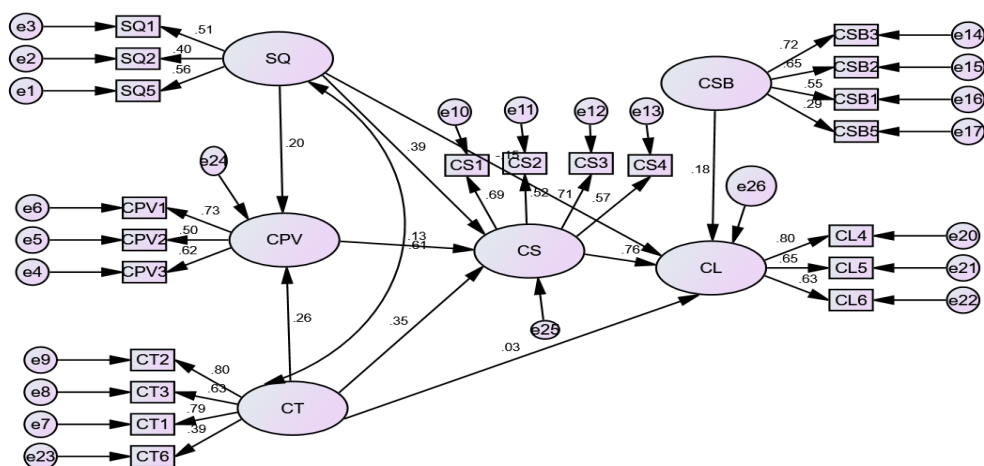 e3 SQ1 .51
e2 SQ2 .40
e1 SQ5 .56
SQ
CSB
.72 CSB3 e14
.65 CSB2 e15
.55 CSB1 e16
.29 CSB5 e17
e10 e11 e12 e13
CS1 CS2 CS3 CS4
.69 .52 .71 .57
.20 .39 -.15 .18
e24 e26
e6 CPV1 .73
e5 CPV2 .50
e4 CPV3 .62
CPV .13 .61 CS .76 CL
.80 CL4 e20
.65 CL5 e21
.63 CL6 e22
.26 .35 e25 .03
e9 CT2 .80
e8 CT3 .63
e7 CT1 .79
e23 CT6 .39
CT